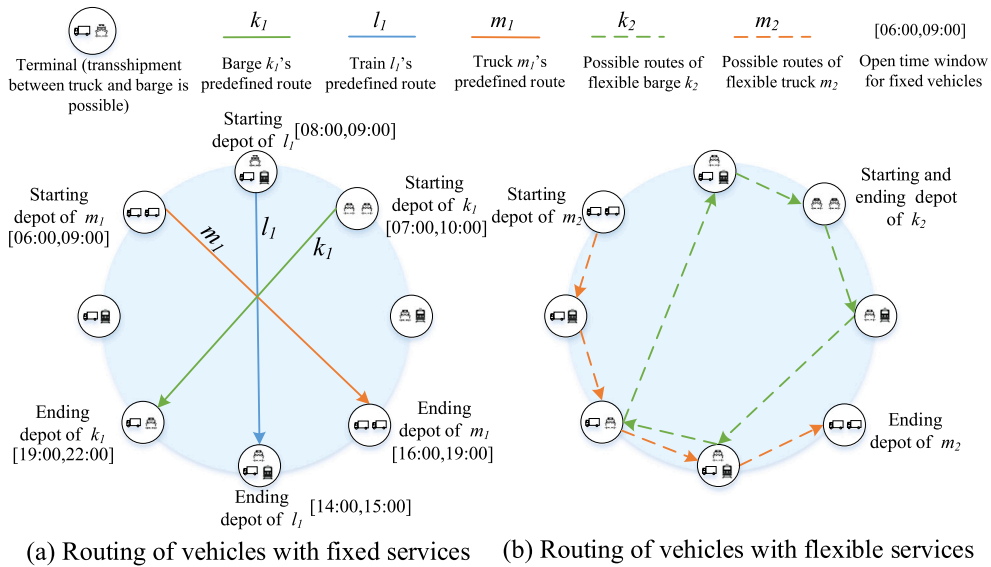 k1
l1
m1
k2
m2
[06:00,09:00]
Terminal (transshipment
between truck and barge is
possible)
Barge k1's
predefined route
Train l1's
predefined route
Truck m1's
predefined route
Possible routes of
flexible barge k2
Possible routes of
flexible truck m2
Open time window
for fixed vehicles
Starting
depot of l1
[08:00,09:00]
Starting
depot of m1
[06:00,09:00]
Starting
depot of k1
[07:00,10:00]
m1
l1
k1
Ending
depot of k1
[19:00,22:00]
Ending
depot of m1
[16:00,19:00]
Ending
depot of l1
[14:00,15:00]
(a) Routing of vehicles with fixed services
Starting
depot of m2
Starting and
ending depot
of k2
Ending
depot of m2
(b) Routing of vehicles with flexible services